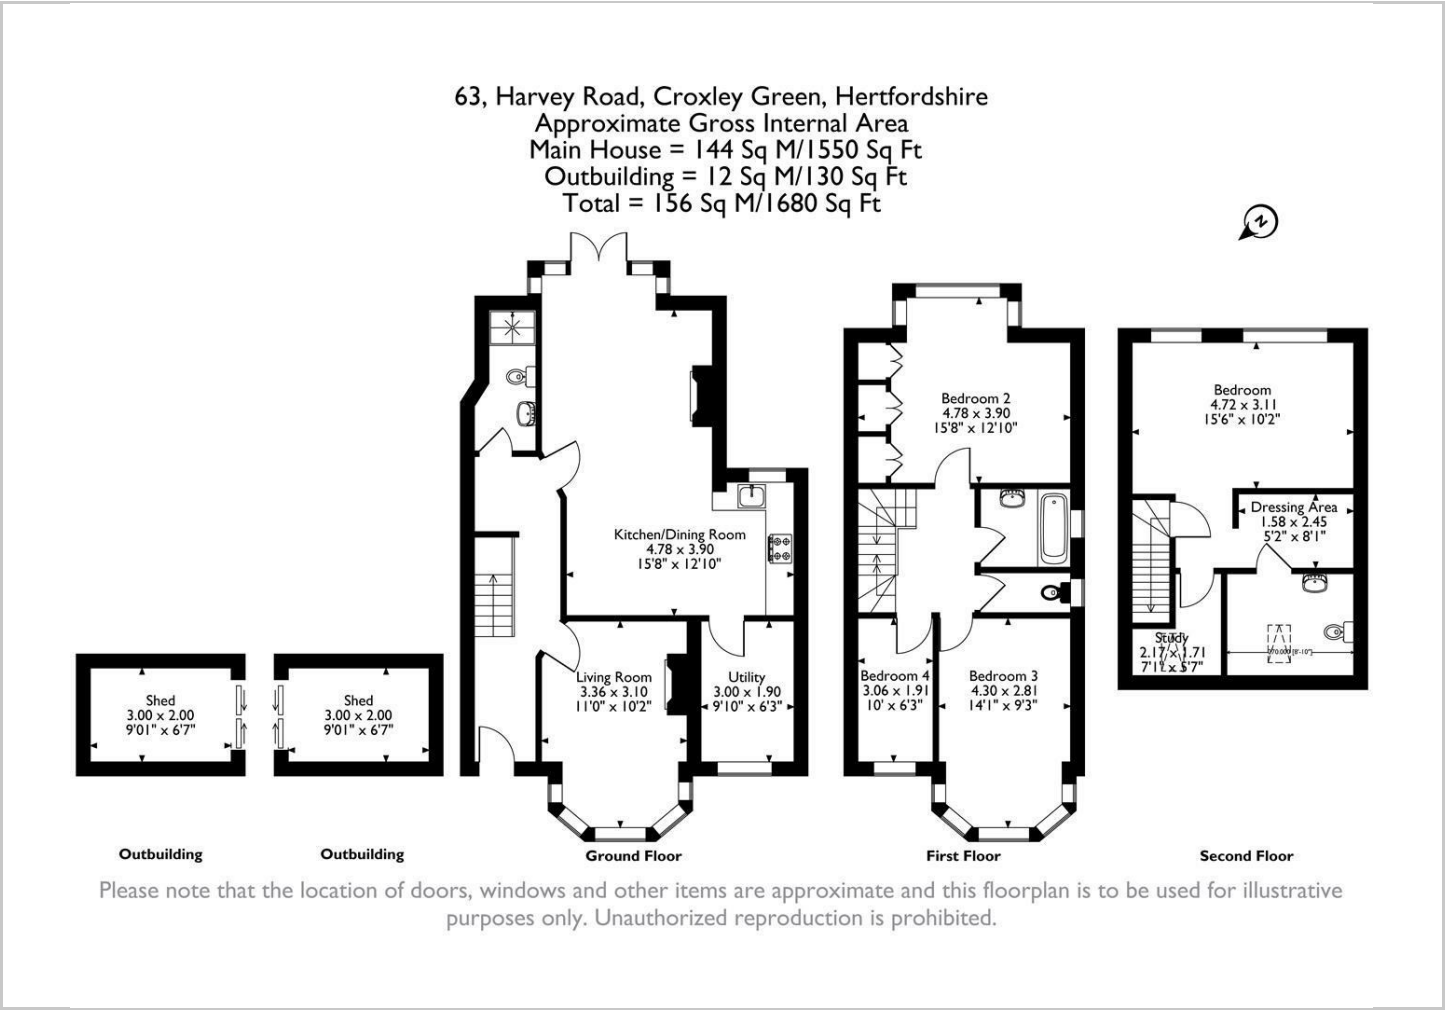 63, Harvey Road, Croxley Green, Hertfordshire
Approximate Gross Internal Area
Main House = 144 Sq M/1550 Sq Ft
Outbuilding = 12 Sq M/130 Sq Ft
Total = 156 Sq M/1680 Sq Ft
N
Shed
3.00 x 2.00
9'01" x 6'7"
Outbuilding
Shed
3.00 x 2.00
9'01" x 6'7"
Outbuilding
Kitchen/Dining Room
4.78 x 3.90
15'8" x 12'10"
Living Room
3.36 x 3.10
11'0" x 10'2"
Utility
3.00 x 1.90
9'10" x 6'3"
Ground Floor
Bedroom 2
4.78 x 3.90
15'8" x 12'10"
Bedroom 4
3.06 x 1.91
10' x 6'3"
Bedroom 3
4.30 x 2.81
14'1" x 9'3"
First Floor
Bedroom
4.72 x 3.11
15'6" x 10'2"
Dressing Area
1.58 x 2.45
5'2" x 8'1"
Study
2.17 x 1.71
7'1" x 5'7"
Second Floor
Please note that the location of doors, windows and other items are approximate and this floorplan is to be used for illustrative
purposes only. Unauthorized reproduction is prohibited.